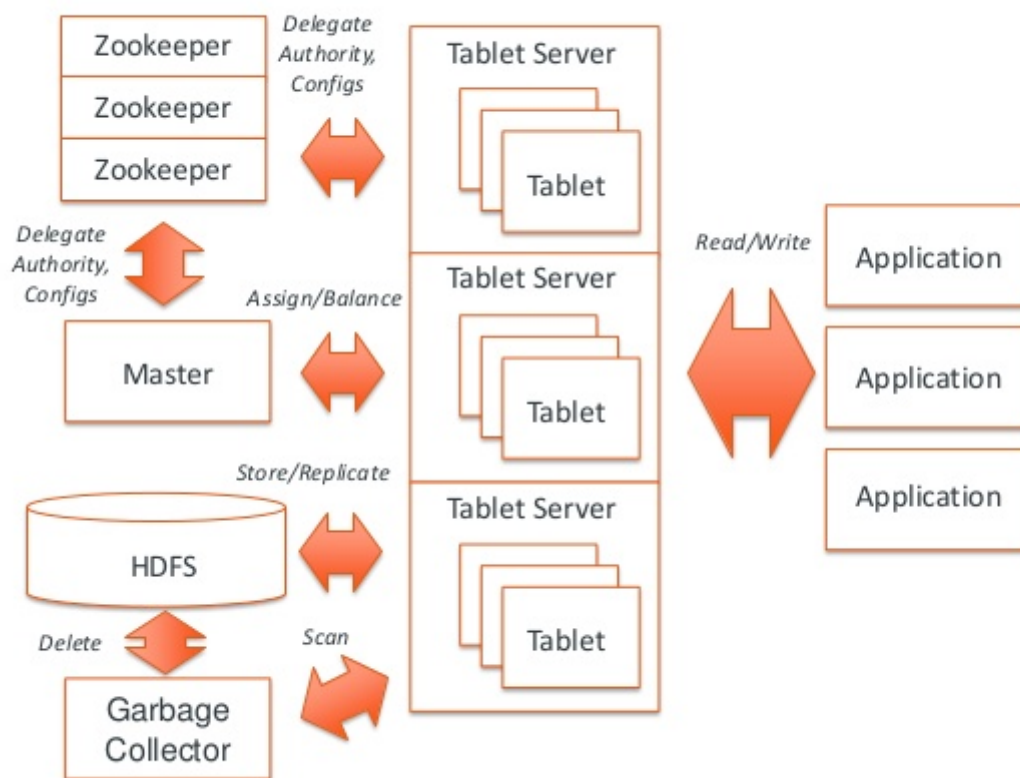 Zookeeper
Zookeeper
Zookeeper
Delegate
Authority,
Configs
Delegate
Authority,
Configs
Master
Assign/Balance
Store/Replicate
HDFS
Delete
Scan
Garbage
Collector
Tablet Server
Tablet
Tablet Server
Tablet
Tablet Server
Tablet
Read/Write
Application
Application
Application